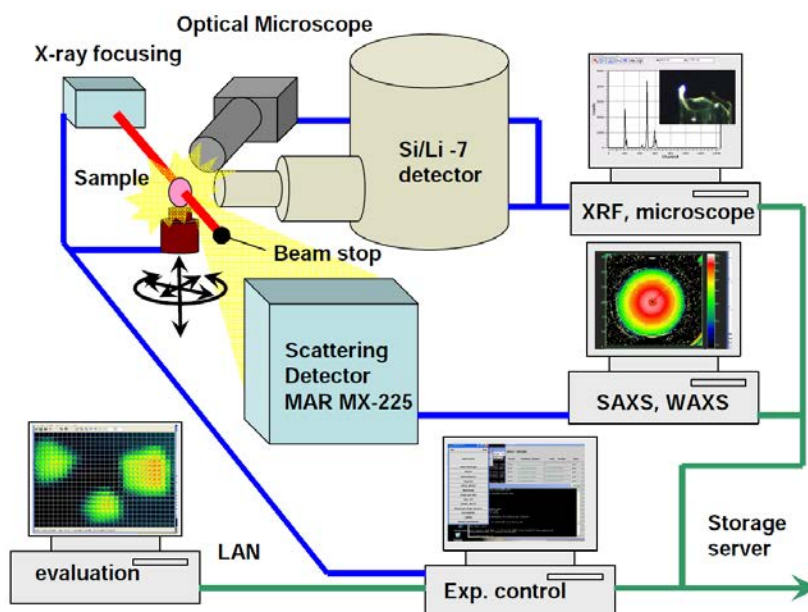 Optical Microscope
X-ray focusing
Sample
Si/Li -7
detector
XRF, microscope
Beam stop
Scattering
Detector
MAR MX-225
SAXS, WAXS
evaluation
LAN
Exp. control
Storage
server